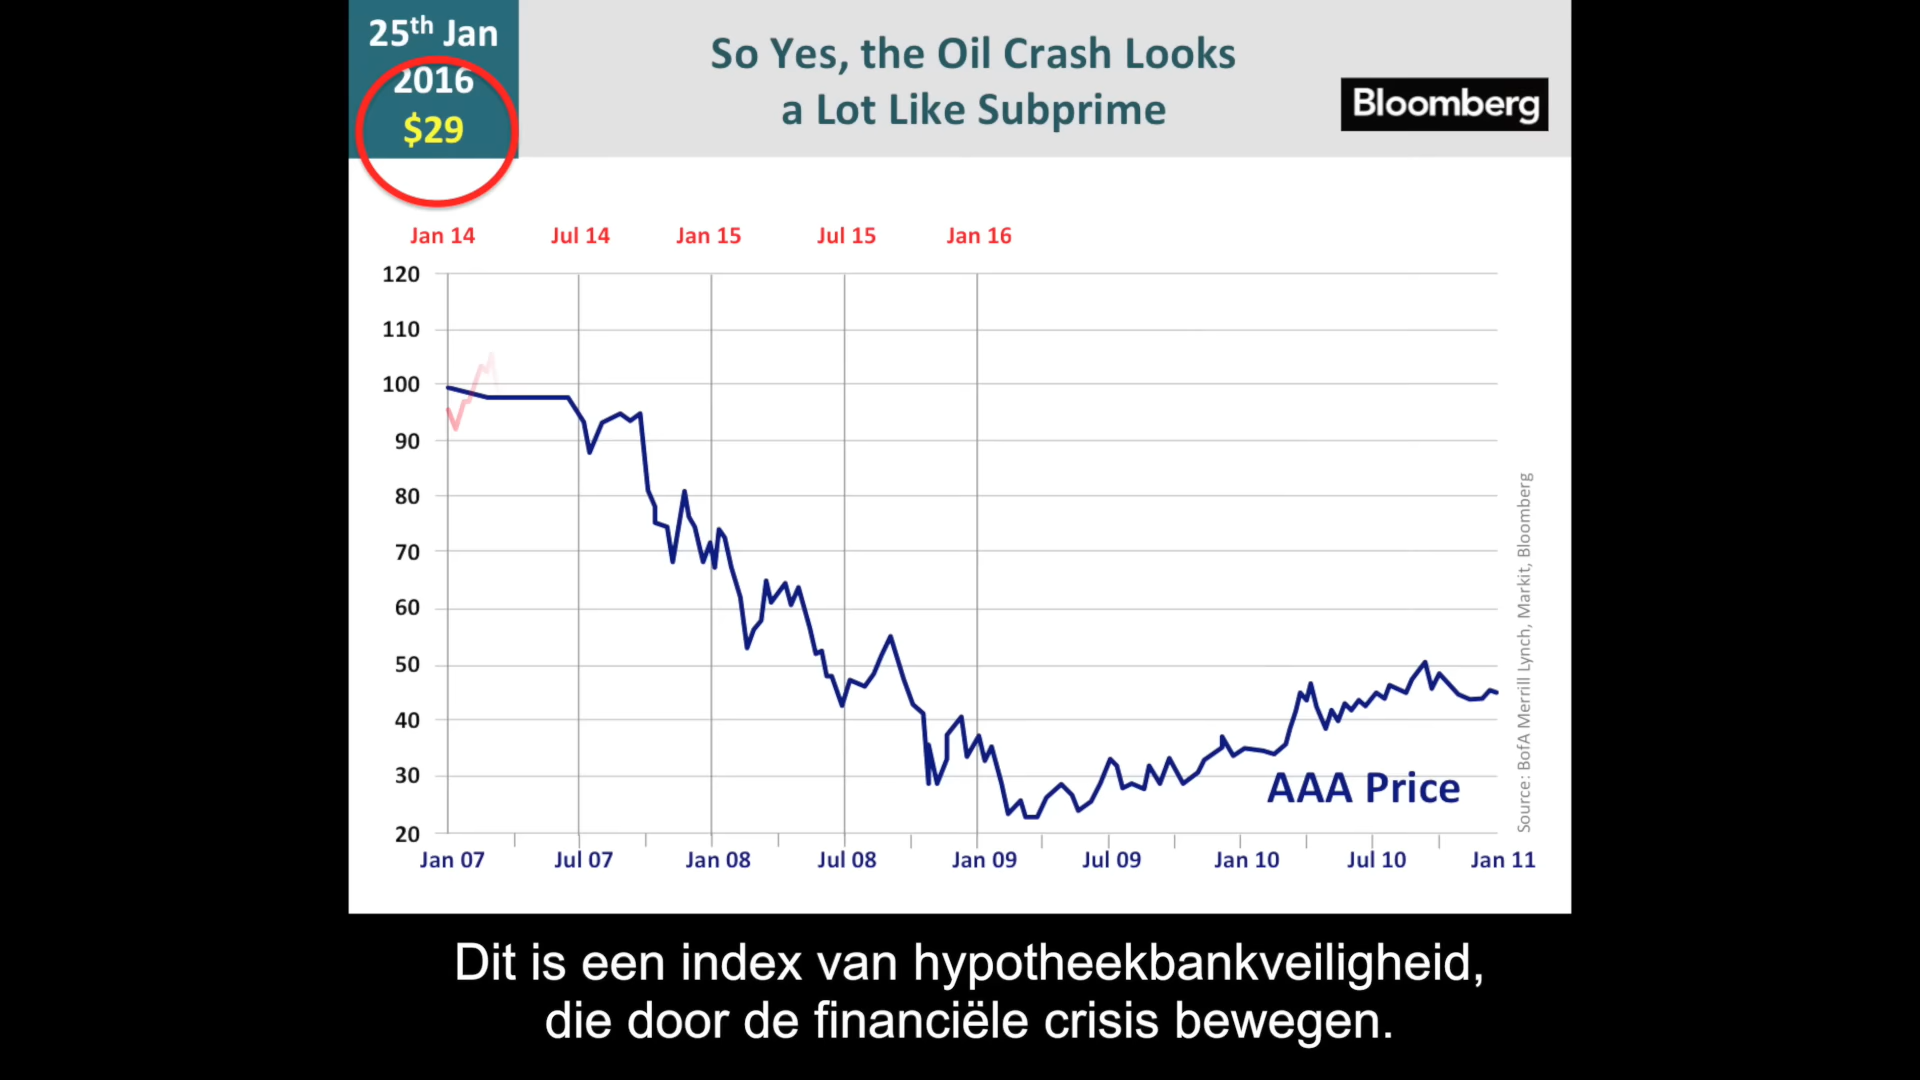 25th Jan
2016
$29
So Yes, the Oil Crash Looks
a Lot Like Subprime
Bloomberg
Jan 14 Jul 14 Jan 15 Jul 15 Jan 16
120
110
100
90
80
70
60
50
40
30
20
AAA Price
Source: BofA Merrill Lynch, Markit, Bloomberg
Jan 07 Jul 07 Jan 08 Jul 08 Jan 09 Jul 09 Jan 10 Jul 10 Jan 11
Dit is een index van hypotheekbankveiligheid,
die door de financiële crisis bewegen.